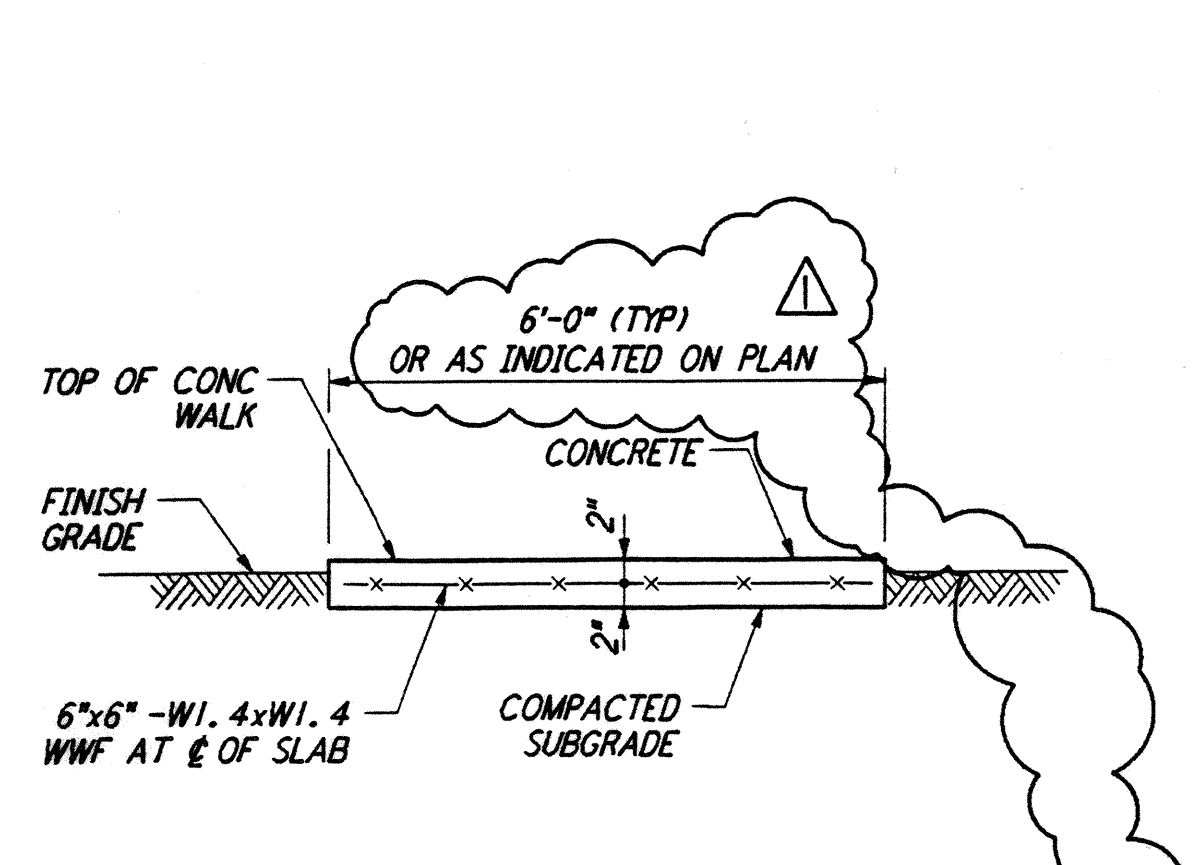 1
6'-0" (TYP)
OR AS INDICATED ON PLAN
TOP OF CONC
WALK
CONCRETE
FINISH
GRADE
2"
2"
6"x6" -W1.4xW1.4
WWF AT ℄ OF SLAB
COMPACTED
SUBGRADE